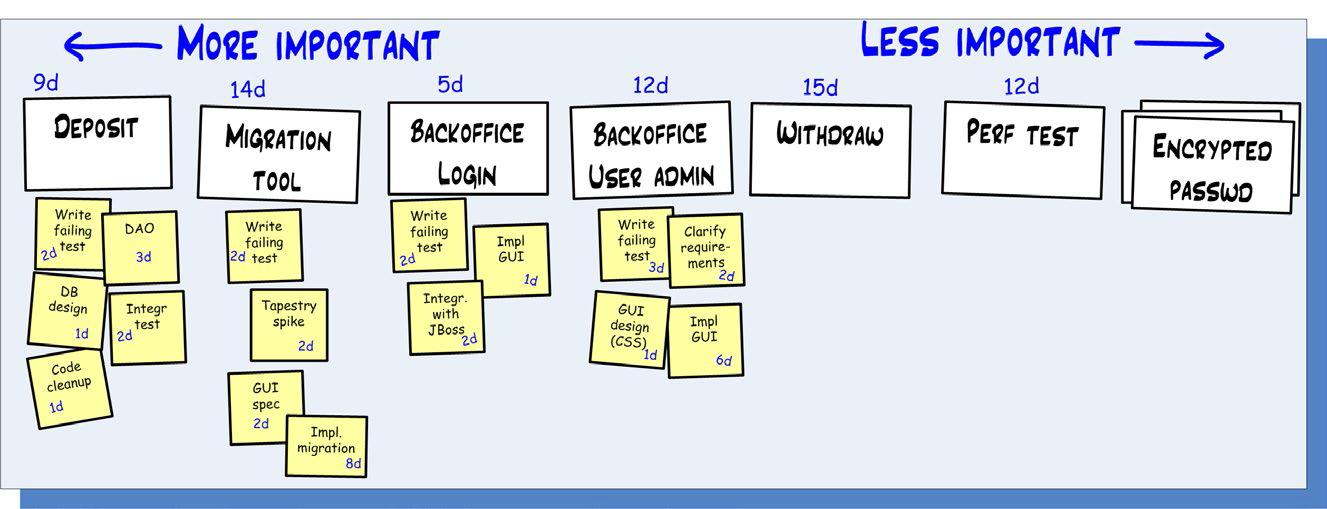 MORE IMPORTANT
LESS IMPORTANT
9d
14d
5d
12d
15d
12d
DEPOSIT
MIGRATION
TOOL
BACKOFFICE
LOGIN
BACKOFFICE
USER ADMIN
WITHDRAW
PERF TEST
ENCRYPTED
PASSWD
Write
failing
test
2d
DAO
3d
DB
design
1d
Integr
test
2d
Code
cleanup
1d
Write
failing
test
2d
Tapestry
spike
2d
GUI
spec
2d
Impl.
migration
8d
Write
failing
test
2d
Impl
GUI
1d
Integr.
with
JBoss
2d
Write
failing
test
3d
Clarify
require-
ments
2d
GUI
design
(CSS)
1d
Impl
GUI
6d